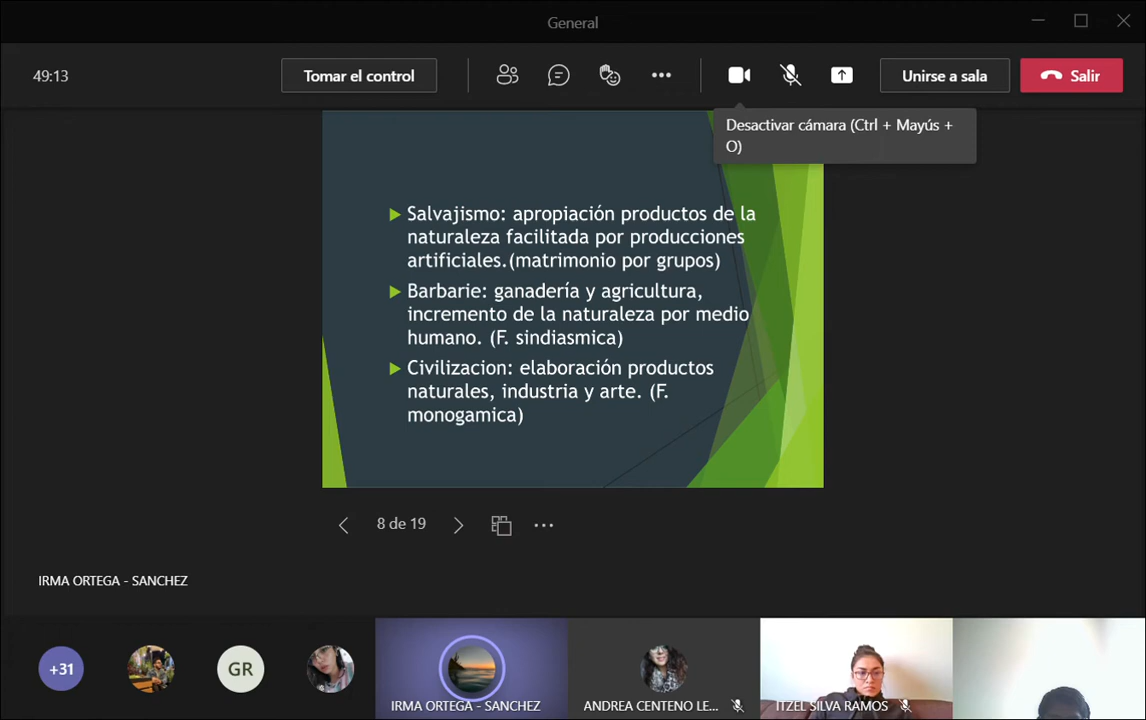 General
49:13
Tomar el control
Unirse a sala
Salir
Desactivar cámara (Ctrl + Mayús +
O)
Salvajismo: apropiación productos de la
naturaleza facilitada por producciones
artificiales.(matrimonio por grupos)
Barbarie: ganadería y agricultura,
incremento de la naturaleza por medio
humano. (F. sindiasmica)
Civilizacion: elaboración productos
naturales, industria y arte. (F.
monogamica)
8 de 19
IRMA ORTEGA - SANCHEZ
+31
GR
IRMA ORTEGA - SANCHEZ
ANDREA CENTENO LE...
ITZEL SILVA RAMOS